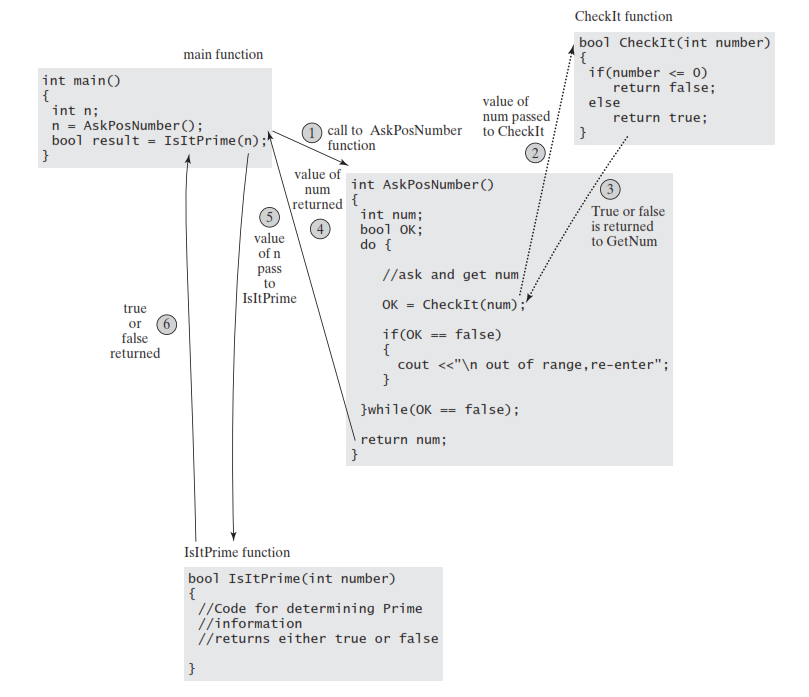 CheckIt function
bool CheckIt(int number)
{
if(number <= 0)
return false;
else
return true;
}
main function
int main()
{
int n;
n = AskPosNumber();
bool result = IsItPrime(n);
}
1 call to AskPosNumber
function
value of
num passed
to CheckIt
2
3
True or false
is returned
to GetNum
value of
num
returned
4
int AskPosNumber()
{
int num;
bool OK;
do {
//ask and get num
OK = CheckIt(num);
if(OK == false)
{
cout <<"\n out of range,re-enter";
}
}while(OK == false);
return num;
}
5
value
of n
pass
to
IsItPrime
true
or
false
returned
6
IsItPrime function
bool IsItPrime(int number)
{
//Code for determining Prime
//information
//returns either true or false
}